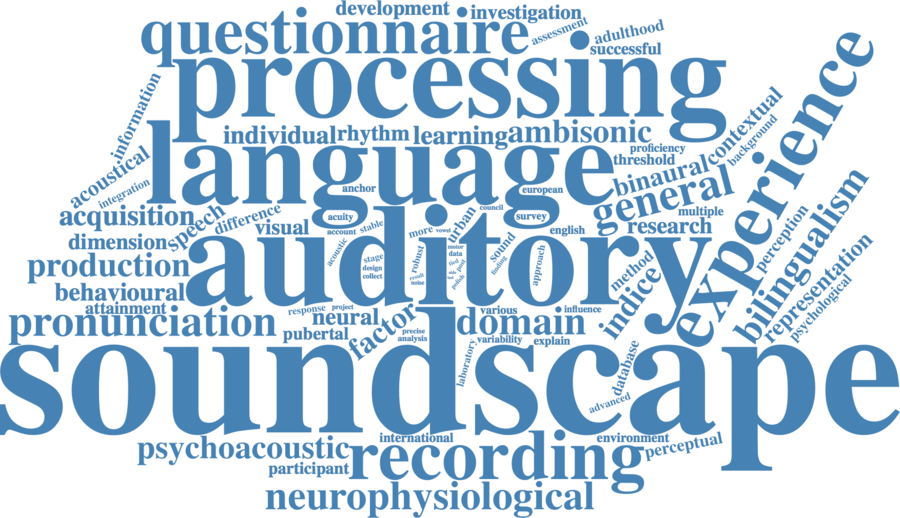 development
investigation
questionnaire
assessment
adulthood
successful
processing
information
individual
rhythm
learning
ambisonic
proficiency
threshold
contextual
background
binaural
experience
acoustical
integration
language
anchor
european
general
acquisition
speech
difference
visual
acuity
account
stable
more
vowel
urban
council
survey
english
multiple
research
dimension
production
auditory
acoustic
stage
design
collect
robust
result
noise
motor
data
tied
sound
finding
approach
method
perception
bilingualism
representation
psychological
behavioural
attainment
pronunciation
response
project
neural
pubertal
factor
precise
analysis
domain
various
influence
variability
explain
indice
soundscape
laboratory
database
advanced
psychoacoustic
participant
international
recording
environment
perceptual
neurophysiological